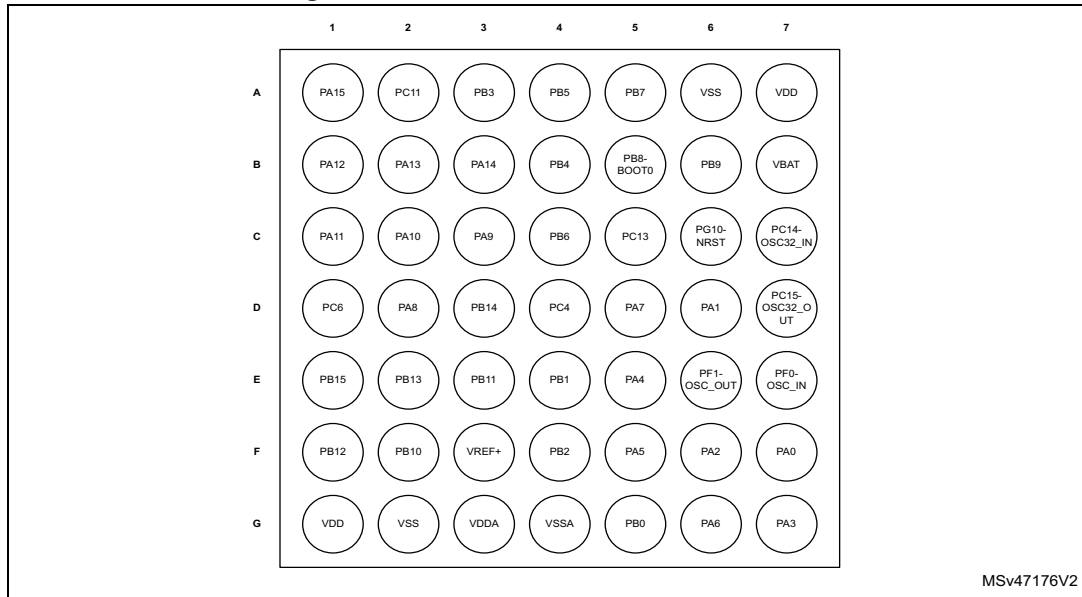 1 2 3 4 5 6 7
A PA15 PC11 PB3 PB5 PB7 VSS VDD
B PA12 PA13 PA14 PB4 PB8-
BOOT0 PB9 VBAT
C PA11 PA10 PA9 PB6 PC13 PG10-
NRST PC14-
OSC32_IN
D PC6 PA8 PB14 PC4 PA7 PA1 PC15-
OSC32_O
UT
E PB15 PB13 PB11 PB1 PA4 PF1-
OSC_OUT PF0-
OSC_IN
F PB12 PB10 VREF+ PB2 PA5 PA2 PA0
G VDD VSS VDDA VSSA PB0 PA6 PA3
MSv47176V2